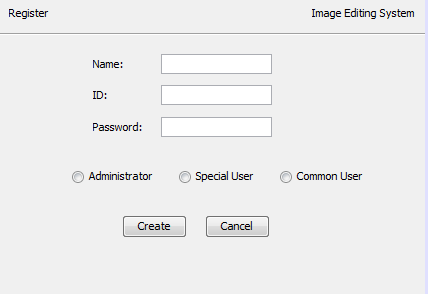 Register Image Editing System
Name:
ID:
Password:
Administrator Special User Common User
Create Cancel